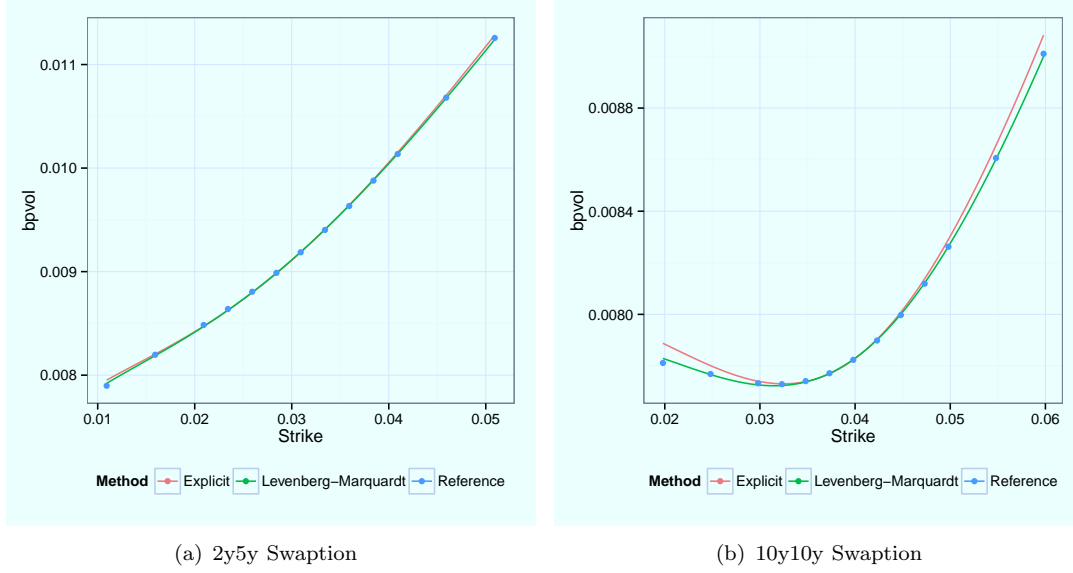 0.011
0.010
0.009
0.008
bpvol
0.01 0.02 0.03 0.04 0.05
Strike
Method Explicit Levenberg−Marquardt Reference
(a) 2y5y Swaption
0.0088
0.0084
0.0080
bpvol
0.02 0.03 0.04 0.05 0.06
Strike
Method Explicit Levenberg−Marquardt Reference
(b) 10y10y Swaption